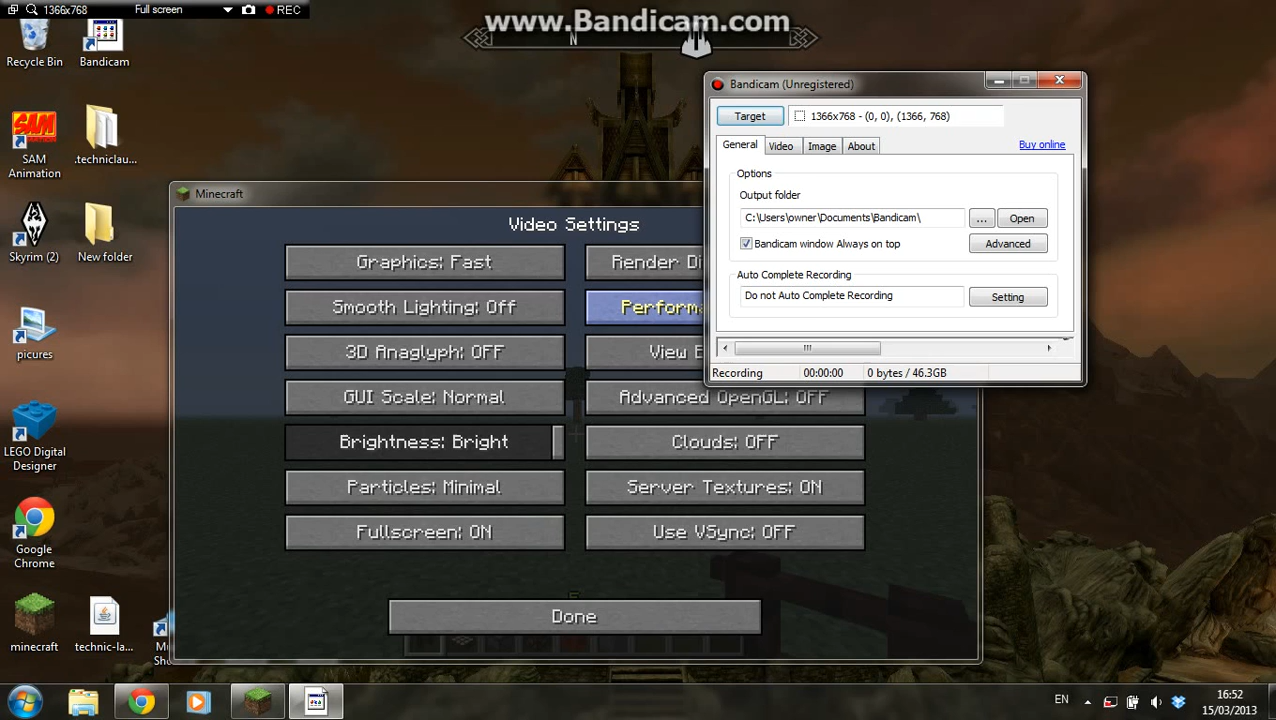 1366x768 Full screen REC
www.Bandicam.com
N
Recycle Bin
Bandicam
SAM
Animation
.techniclau...
Skyrim (2)
New folder
picures
LEGO Digital
Designer
Google
Chrome
minecraft
technic-la...
Minecraft
Video Settings
Graphics: Fast
Render Di
Smooth Lighting: Off
Performa
3D Anaglyph: OFF
View B
GUI Scale: Normal
Advanced OpenGL: OFF
Brightness: Bright
Clouds: OFF
Particles: Minimal
Server Textures: ON
Fullscreen: ON
Use VSync: OFF
Done
Bandicam (Unregistered)
Target
1366x768 - (0, 0), (1366, 768)
General Video Image About
Buy online
Options
Output folder
C:\Users\owner\Documents\Bandicam\
... Open
Bandicam window Always on top
Advanced
Auto Complete Recording
Do not Auto Complete Recording
Setting
Recording 00:00:00 0 bytes / 46.3GB
EN
16:52
15/03/2013